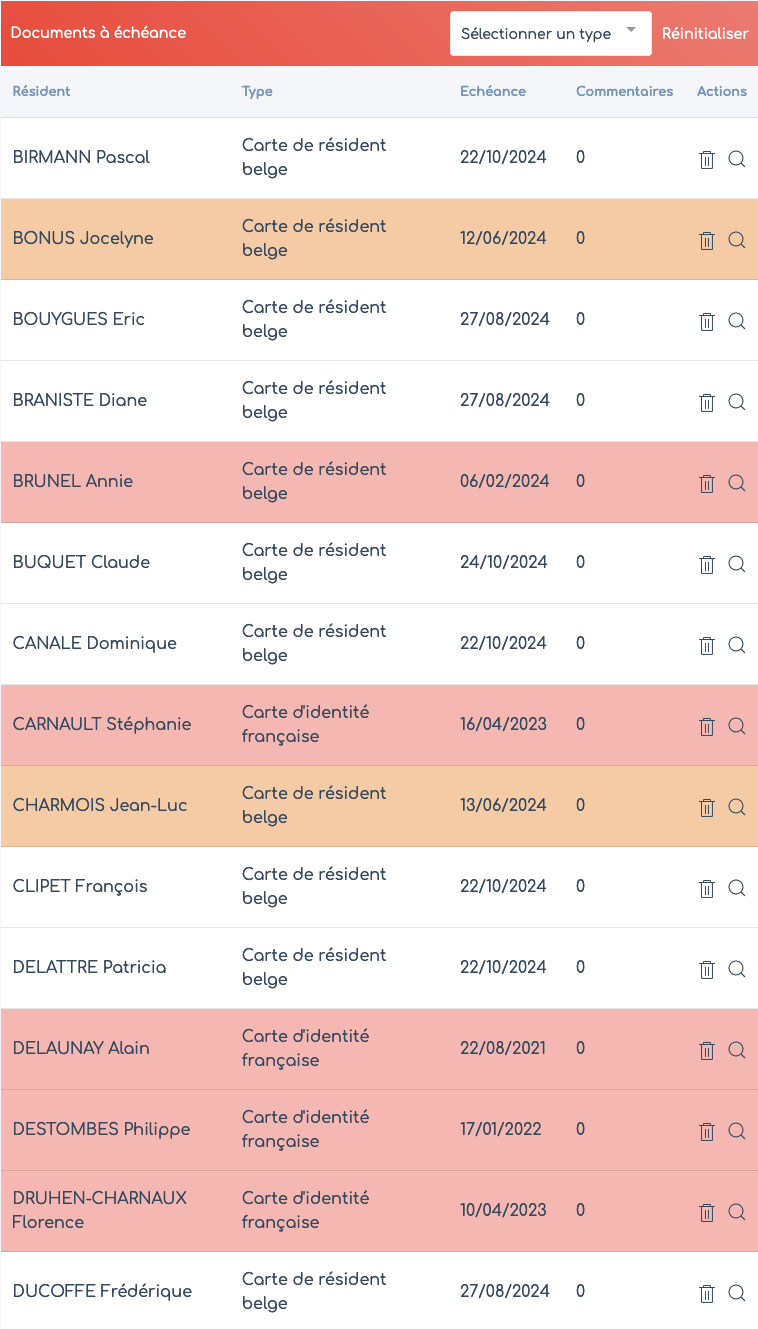 Documents à échéance
Sélectionner un type
Réinitialiser
Résident Type Echéance Commentaires Actions
BIRMANN Pascal Carte de résident belge 22/10/2024 0
BONUS Jocelyne Carte de résident belge 12/06/2024 0
BOUYGUES Eric Carte de résident belge 27/08/2024 0
BRANISTE Diane Carte de résident belge 27/08/2024 0
BRUNEL Annie Carte de résident belge 06/02/2024 0
BUQUET Claude Carte de résident belge 24/10/2024 0
CANALE Dominique Carte de résident belge 22/10/2024 0
CARNAULT Stéphanie Carte d'identité française 16/04/2023 0
CHARMOIS Jean-Luc Carte de résident belge 13/06/2024 0
CLIPET François Carte de résident belge 22/10/2024 0
DELATTRE Patricia Carte de résident belge 22/10/2024 0
DELAUNAY Alain Carte d'identité française 22/08/2021 0
DESTOMBES Philippe Carte d'identité française 17/01/2022 0
DRUHEN-CHARNAUX Florence Carte d'identité française 10/04/2023 0
DUCOFFE Frédérique Carte de résident belge 27/08/2024 0